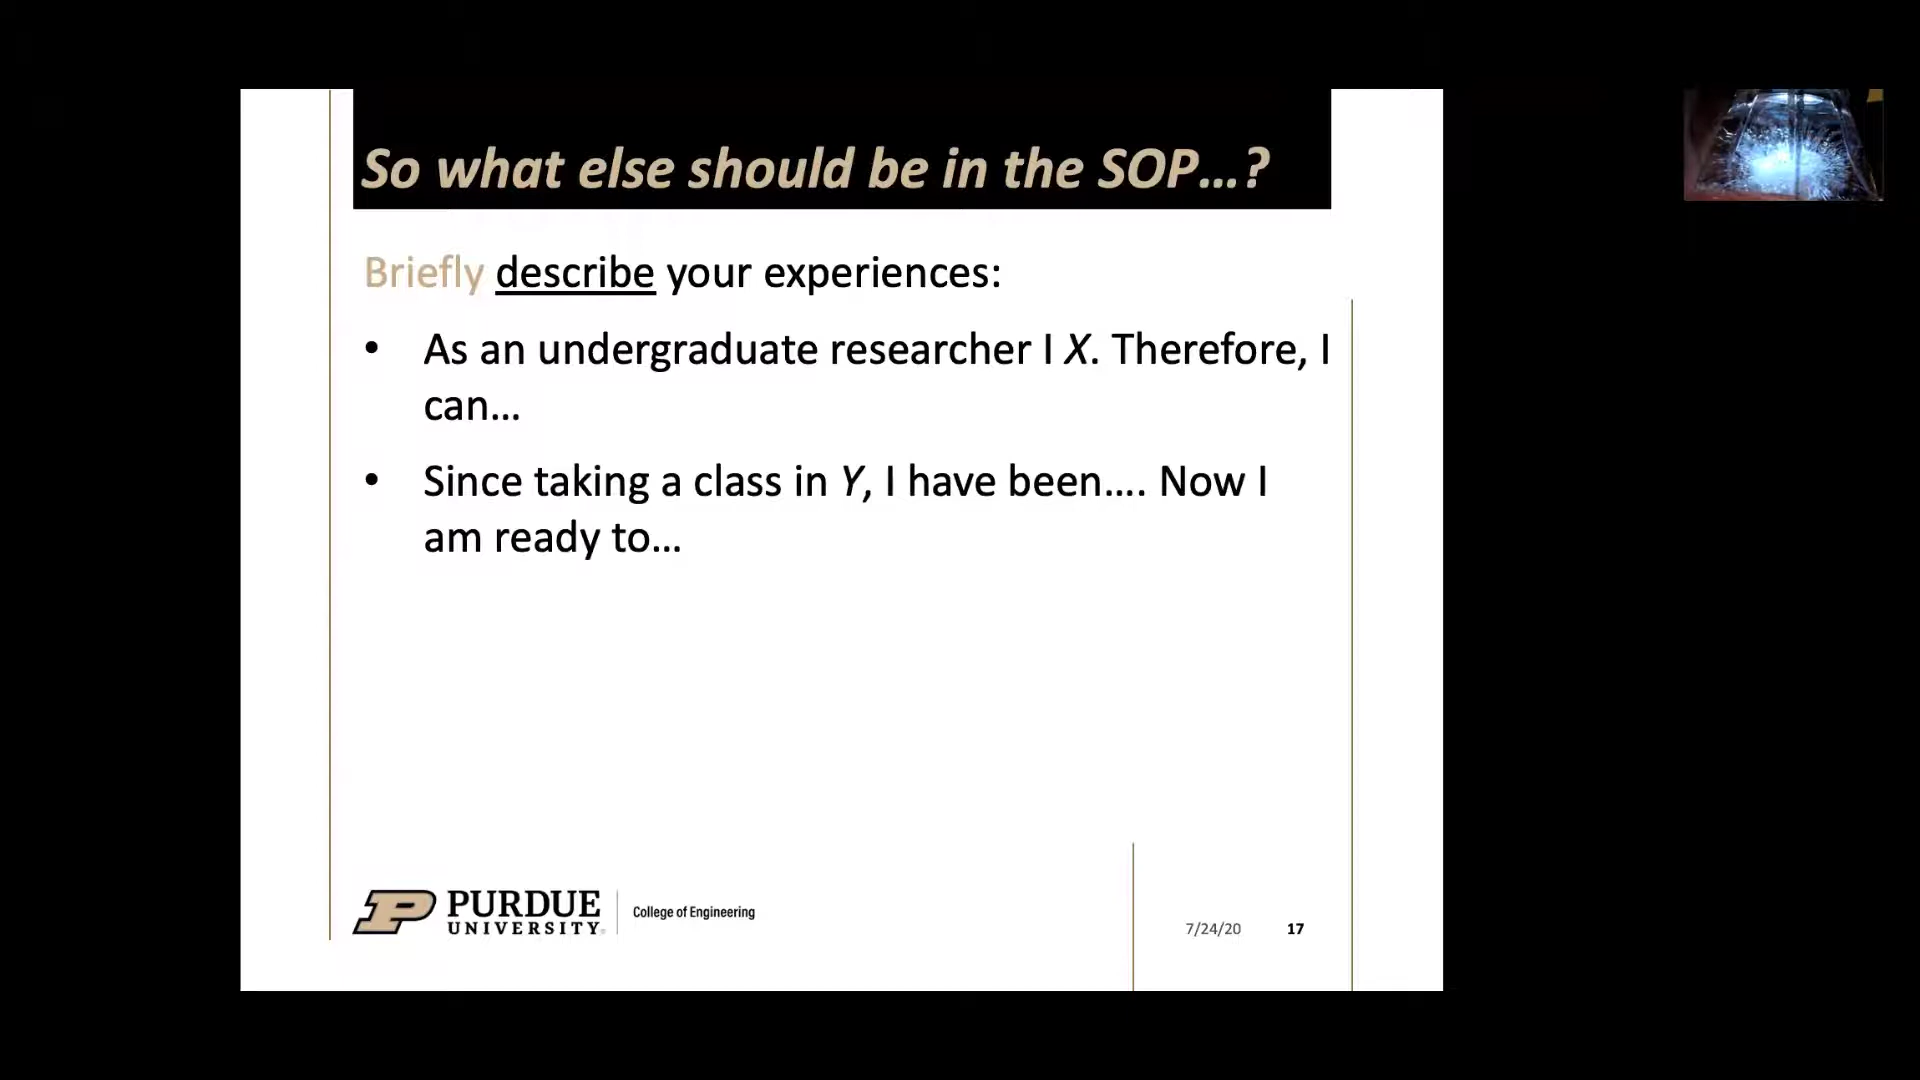 So what else should be in the SOP...?
Briefly describe your experiences:
• As an undergraduate researcher I X. Therefore, I
can...
• Since taking a class in Y, I have been.... Now I
am ready to...
PURDUE
UNIVERSITY®
College of Engineering
7/24/20 17